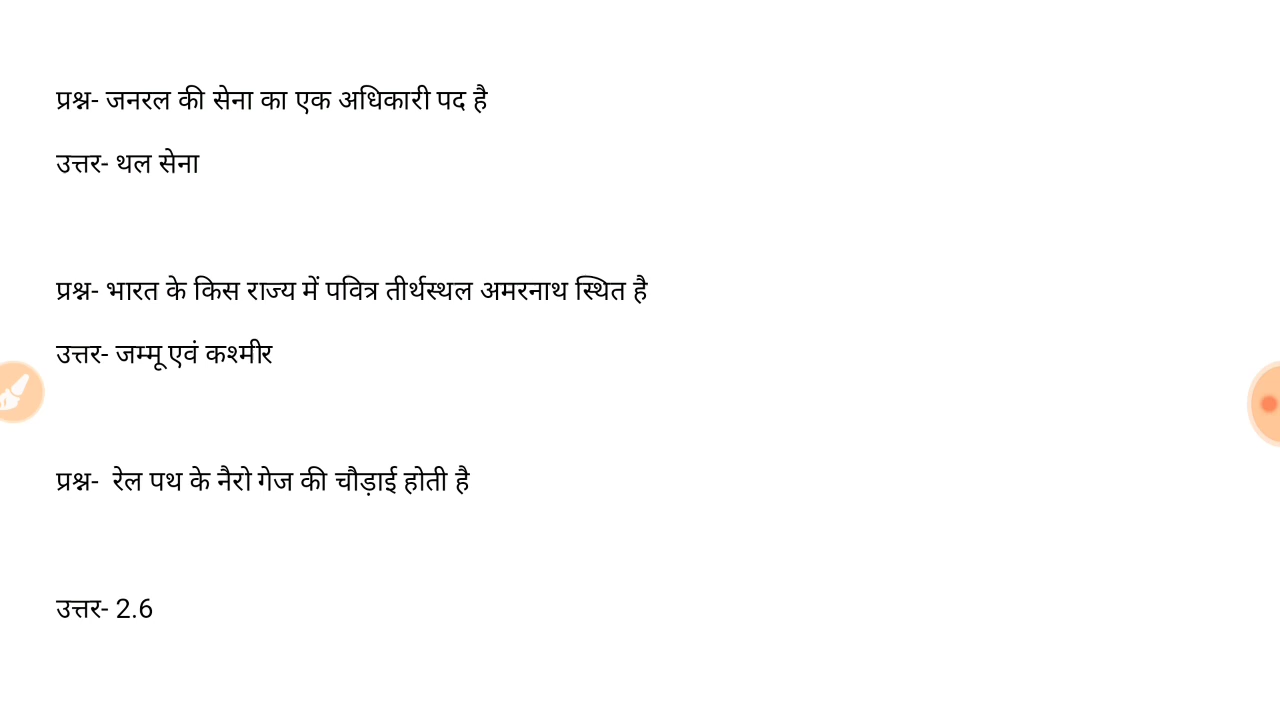 प्रश्न- जनरल की सेना का एक अधिकारी पद है
उत्तर- थल सेना
प्रश्न- भारत के किस राज्य में पवित्र तीर्थस्थल अमरनाथ स्थित है
उत्तर- जम्मू एवं कश्मीर
प्रश्न- रेल पथ के नैरो गेज की चौड़ाई होती है
उत्तर- 2.6